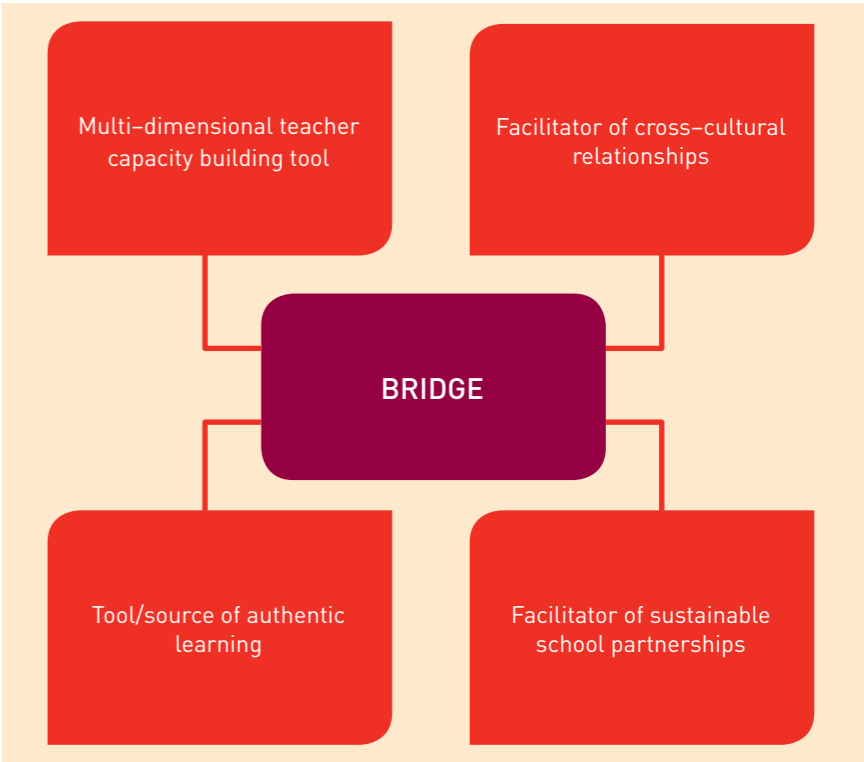 Multi–dimensional teacher
capacity building tool
Facilitator of cross–cultural
relationships
BRIDGE
Tool/source of authentic
learning
Facilitator of sustainable
school partnerships